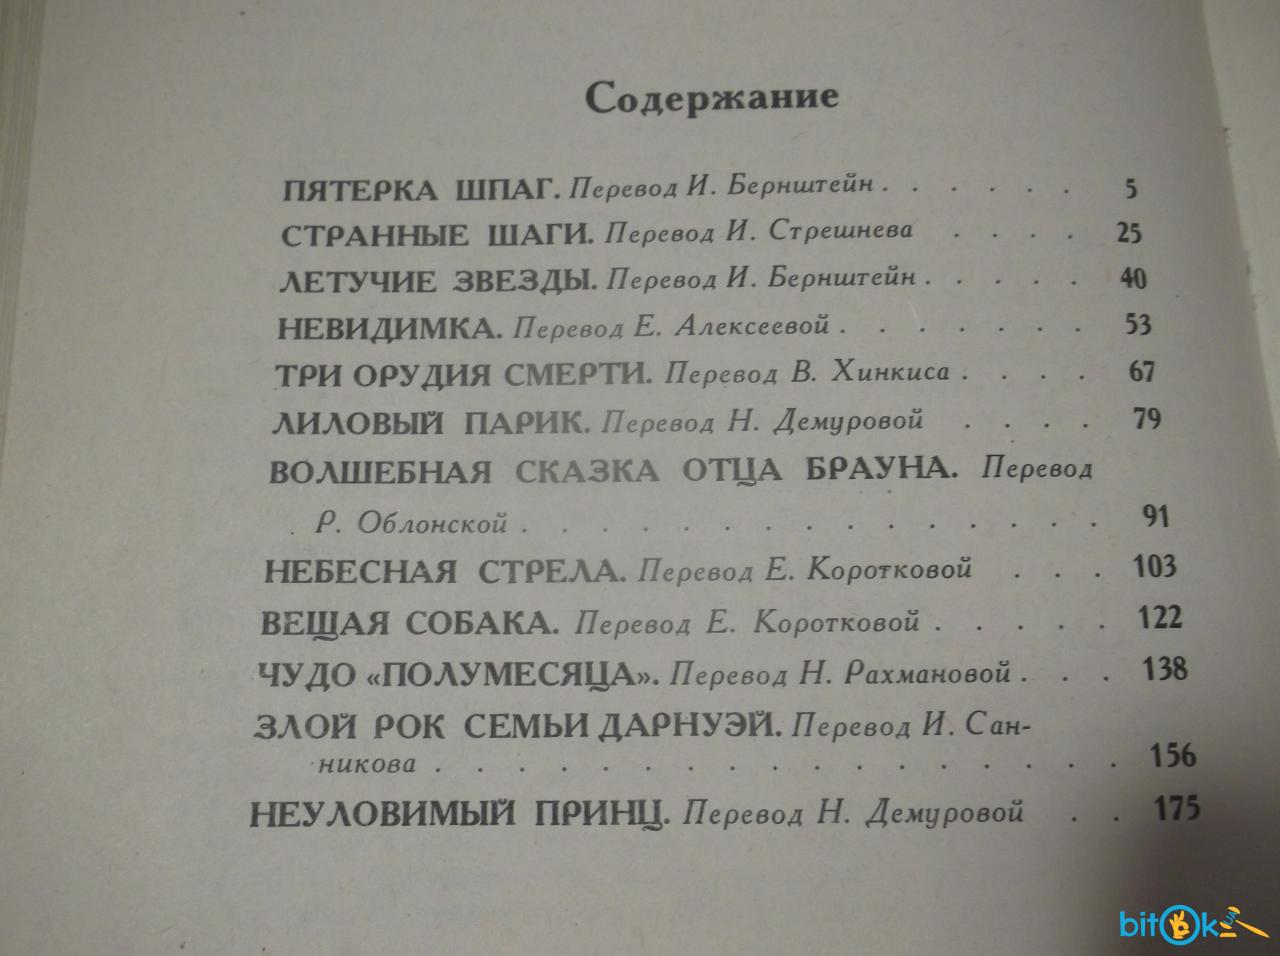 Содержание
ПЯТЕРКА ШПАГ. Перевод И. Бернштейн . . . . . . 5
СТРАННЫЕ ШАГИ. Перевод И. Стрешнева . . . . 25
ЛЕТУЧИЕ ЗВЕЗДЫ. Перевод И. Бернштейн . . . . . 40
НЕВИДИМКА. Перевод Е. Алексеевой . . . . . . . 53
ТРИ ОРУДИЯ СМЕРТИ. Перевод В. Хинкиса . . . . 67
ЛИЛОВЫЙ ПАРИК. Перевод Н. Демуровой . . . . 79
ВОЛШЕБНАЯ СКАЗКА ОТЦА БРАУНА. Перевод
Р. Облонской . . . . . . . . . . . . . . 91
НЕБЕСНАЯ СТРЕЛА. Перевод Е. Коротковой . . . 103
ВЕЩАЯ СОБАКА. Перевод Е. Коротковой . . . . . 122
ЧУДО «ПОЛУМЕСЯЦА». Перевод Н. Рахмановой . . . 138
ЗЛОЙ РОК СЕМЬИ ДАРНУЭЙ. Перевод И. Сан-
никова . . . . . . . . . . . . . . . . . 156
НЕУЛОВИМЫЙ ПРИНЦ. Перевод Н. Демуровой . . 175
bitOk UA